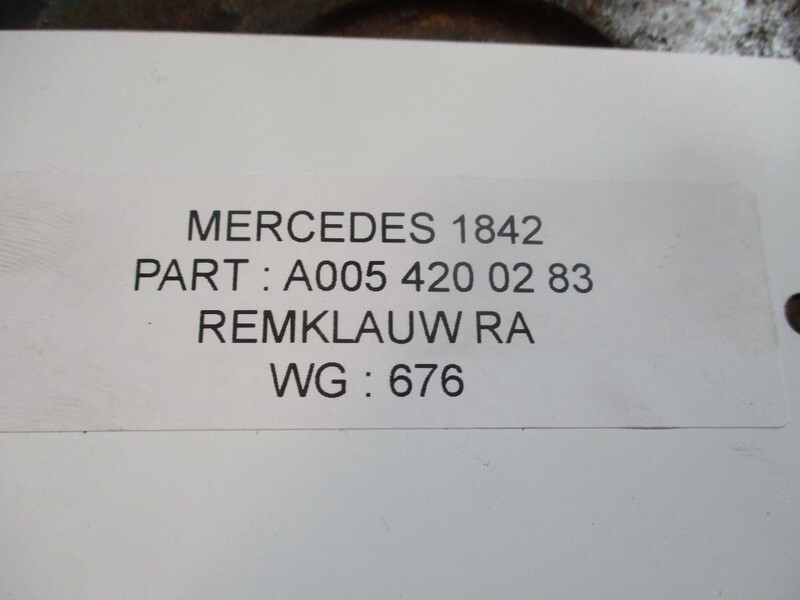 MERCEDES 1842
PART : A005 420 02 83
REMKLAUW RA
WG : 676